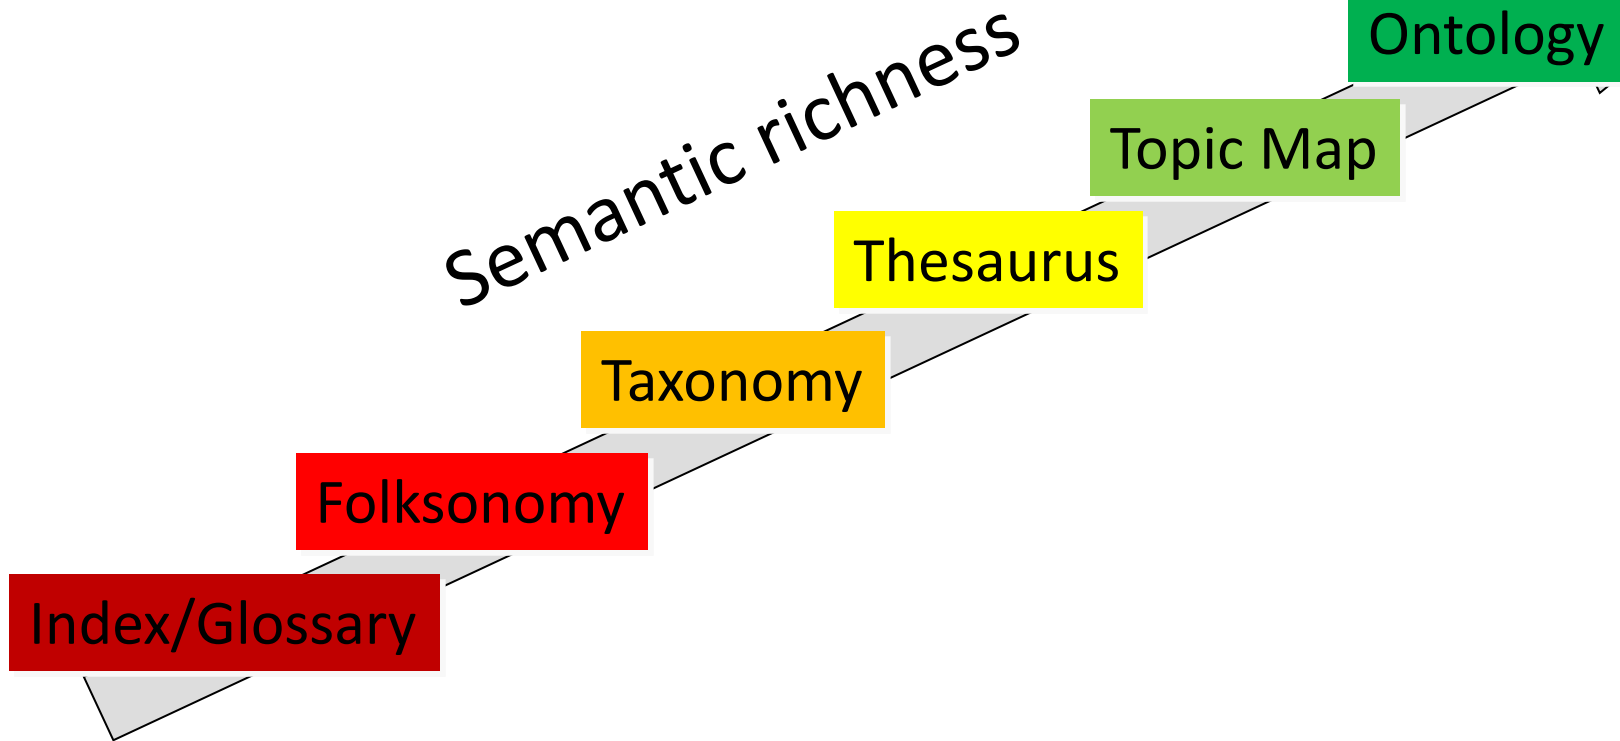 Ontology
Semantic richness
Topic Map
Thesaurus
Taxonomy
Folksonomy
Index/Glossary